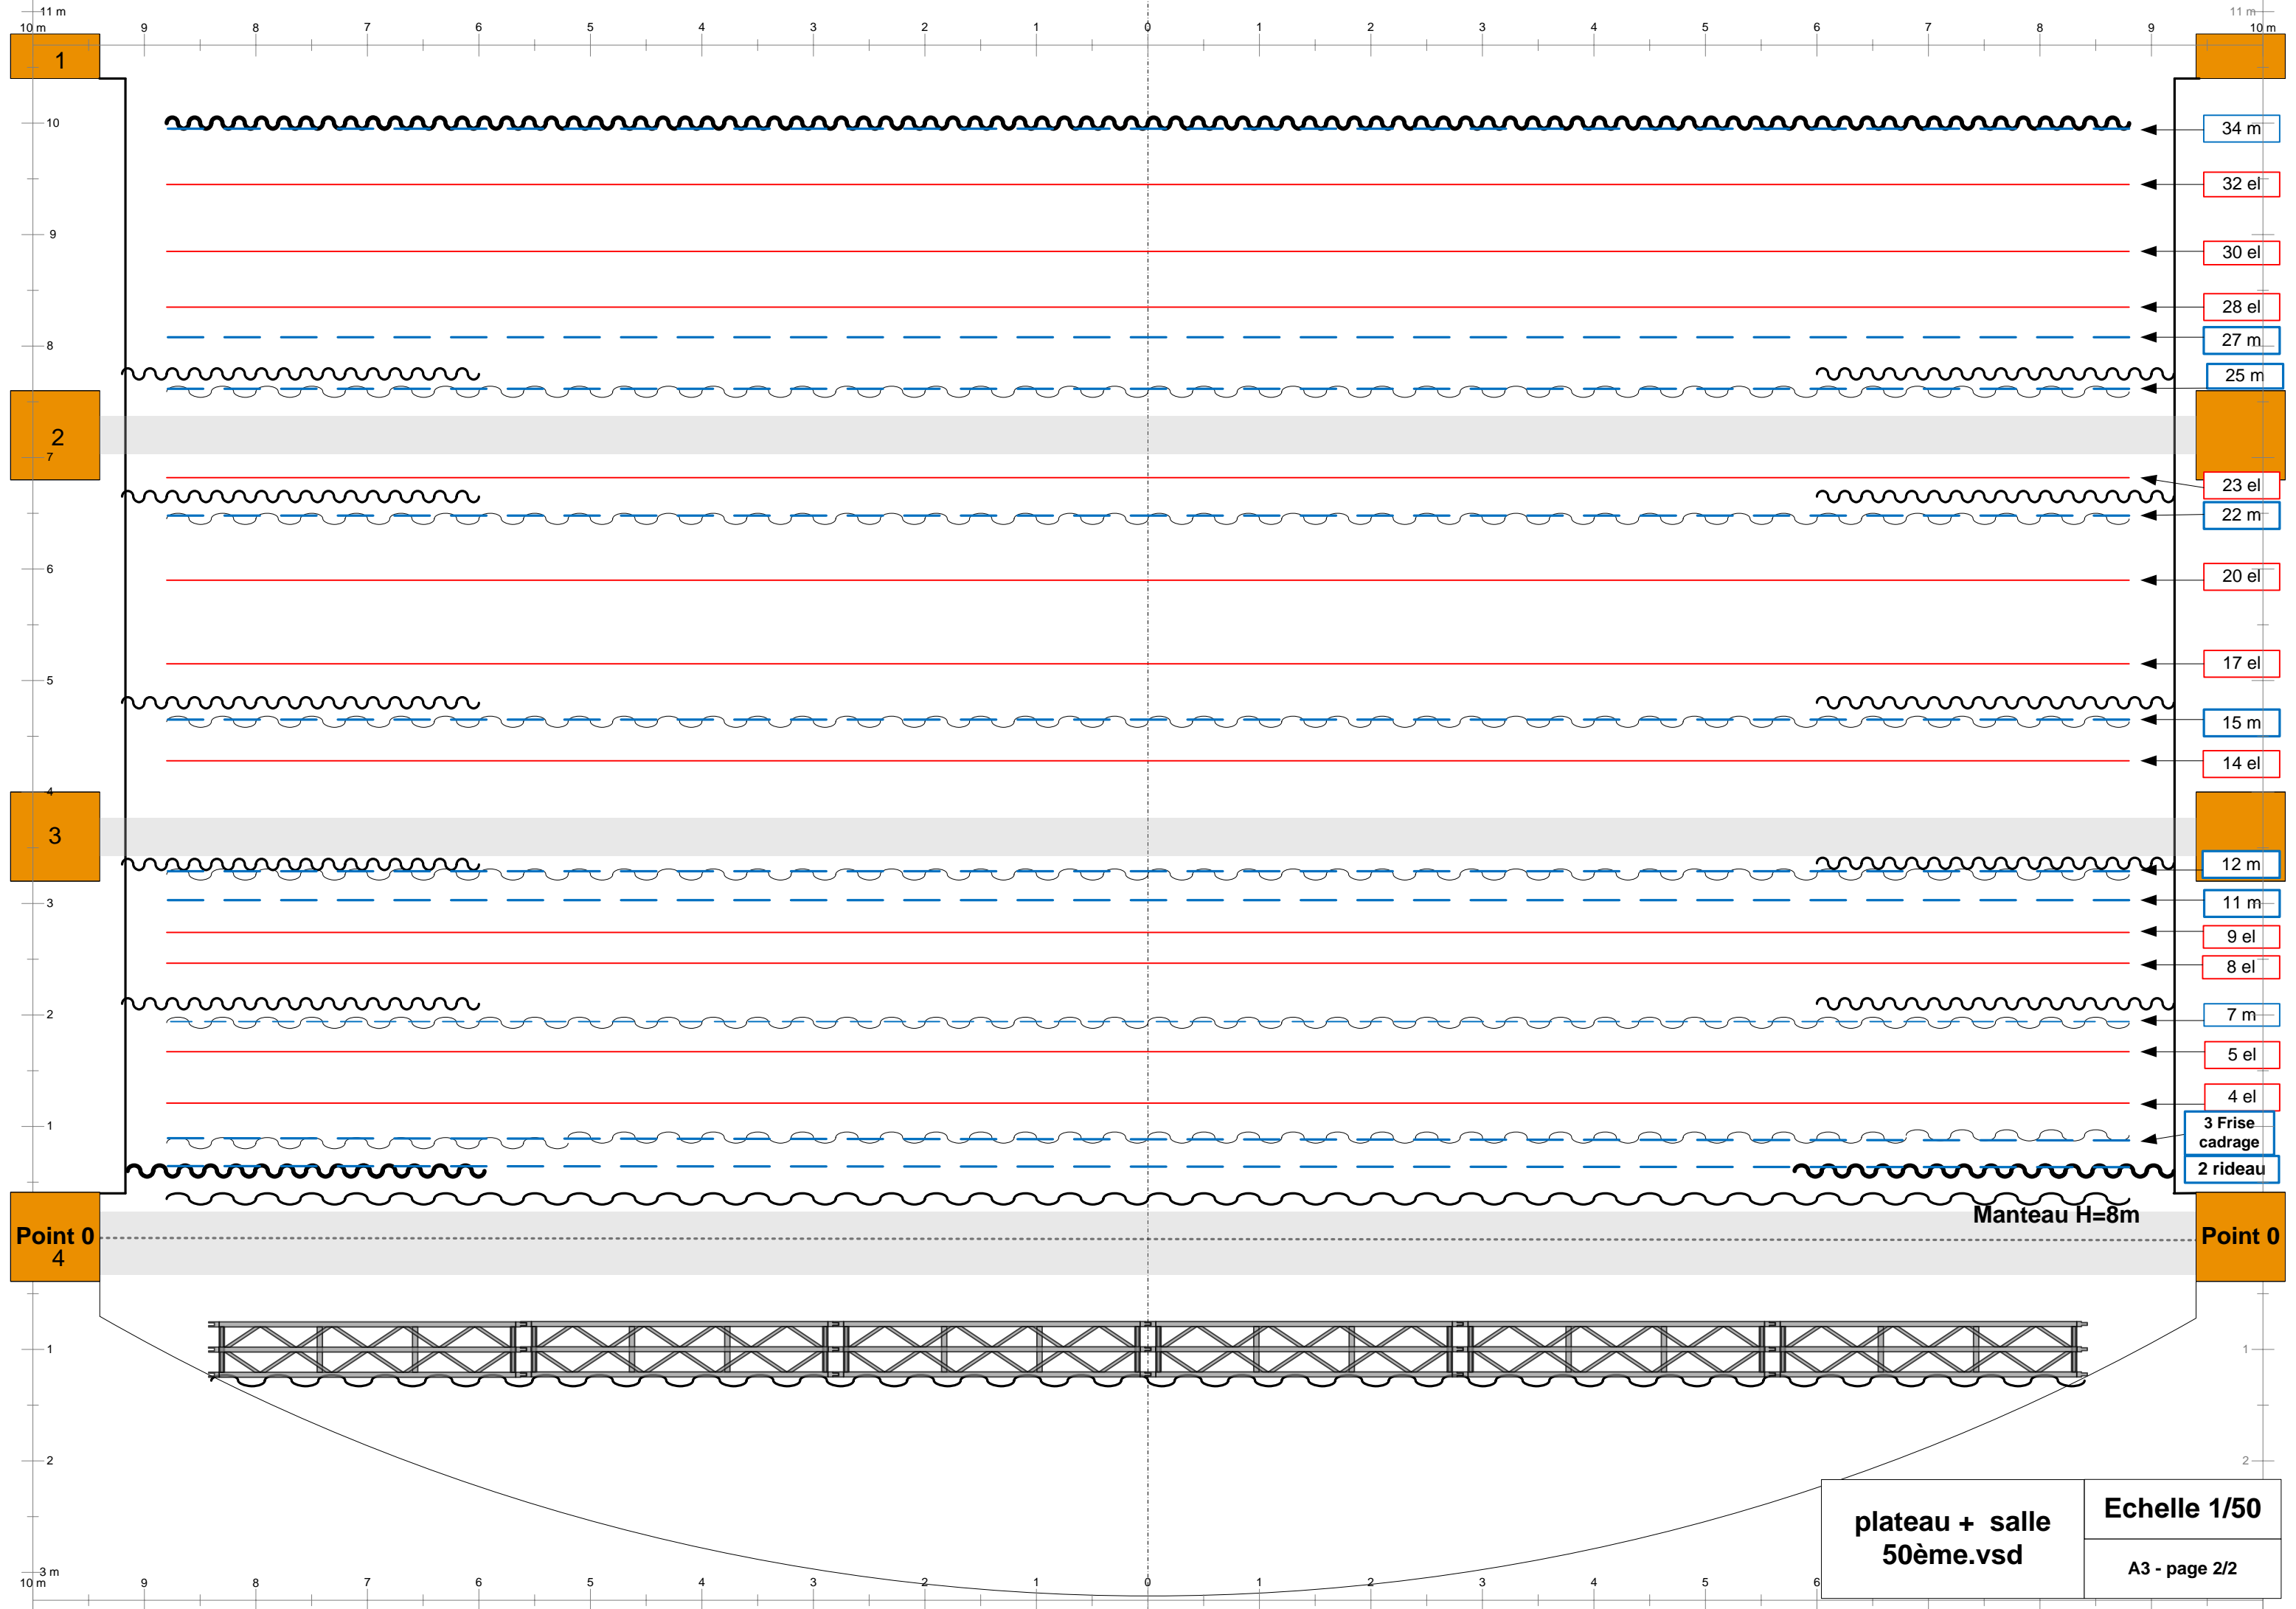 11 m 11 m
10 m 9 8 7 6 5 4 3 2 1 0 1 2 3 4 5 6 7 8 9 10 m
1
10
34 m
32 el
9
30 el
28 el
27 m
8
25 m
2
7
23 el
22 m
6
20 el
17 el
5
15 m
14 el
4
3
12 m
3
11 m
9 el
8 el
2
7 m
5 el
4 el
1
3 Frise
cadrage
2 rideau
Manteau H=8m
Point 0 Point 0
4
1 1
2 2
plateau + salle
50ème.vsd
Echelle 1/50
A3 - page 2/2
3 m
10 m 9 8 7 6 5 4 3 2 1 0 1 2 3 4 5 6